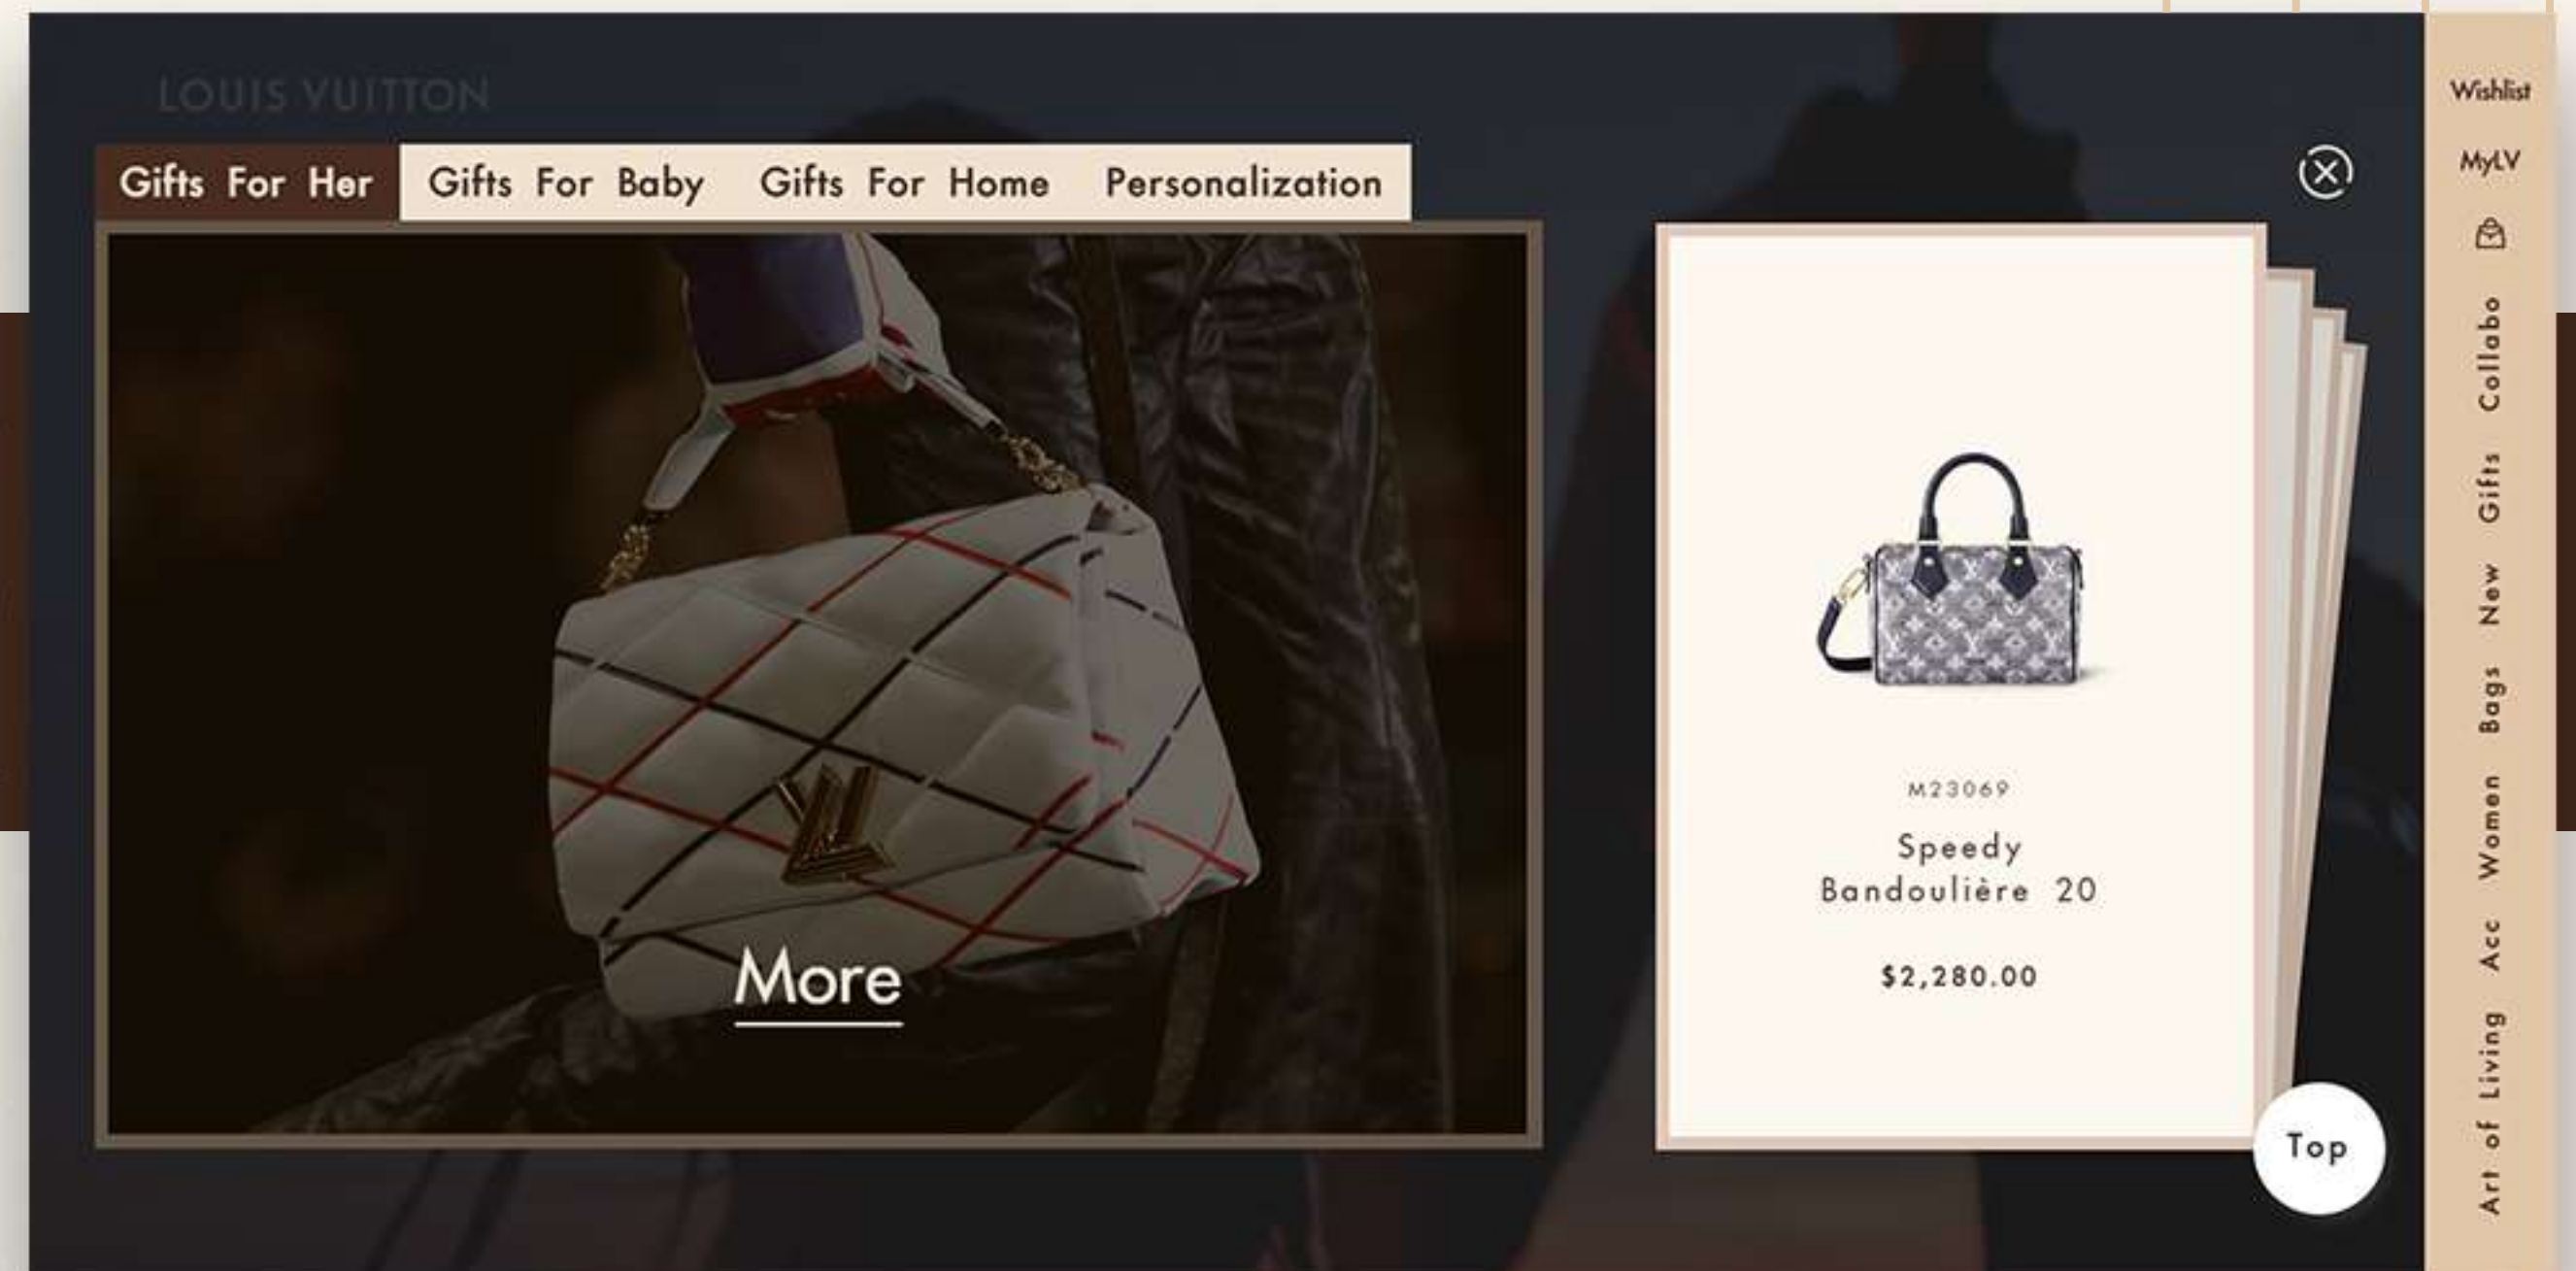 LOUIS VUITTON
Gifts For Her
Gifts For Baby
Gifts For Home
Personalization
More
M23069
Speedy
Bandoulière 20
$2,280.00
Top
Wishlist
MyLV
Collabo
Gifts
New
Bags
Women
Acc
Art of Living